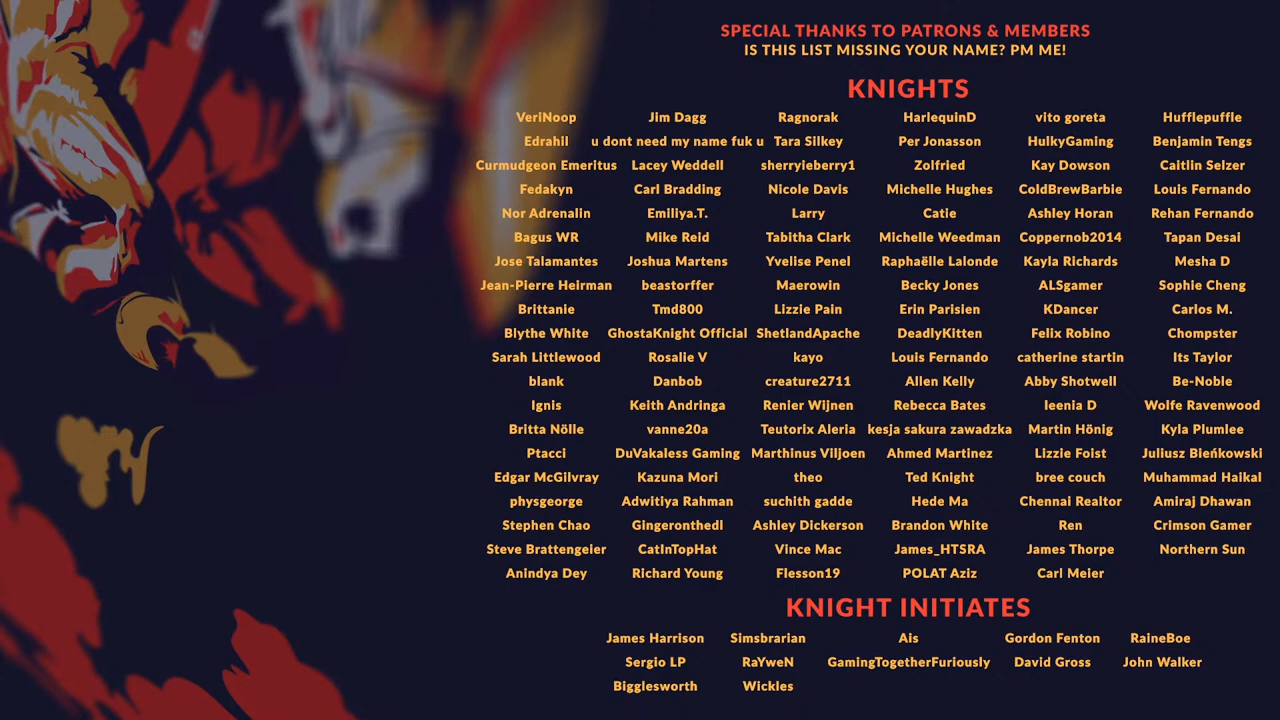 SPECIAL THANKS TO PATRONS & MEMBERS
IS THIS LIST MISSING YOUR NAME? PM ME!
KNIGHTS
VeriNoop Jim Dagg Ragnorak HarlequinD vito goreta Hufflepuffle
Edrahil u dont need my name fuk u Tara Silkey Per Jonasson HulkyGaming Benjamin Tengs
Curmudgeon Emeritus Lacey Weddell sherryleberry1 Zolfried Kay Dowson Caitlin Selzer
Fedakyn Carl Bradding Nicole Davis Michelle Hughes ColdBrewBarbie Louis Fernando
Nor Adrenalin Emiliya.T. Larry Catie Ashley Horan Rehan Fernando
Bagus WR Mike Reid Tabitha Clark Michelle Weedman Coppernob2014 Tapan Desai
Jose Talamantes Joshua Martens Yvelise Penel Raphaëlle Lalonde Kayla Richards Mesha D
Jean-Pierre Heirman beastorffer Maerowin Becky Jones ALSgamer Sophie Cheng
Brittanie Tmd800 Lizzie Pain Erin Parisien KDancer Carlos M.
Blythe White GhostaKnight Official ShetlandApache DeadlyKitten Felix Robino Chompster
Sarah Littlewood Rosalie V kayo Louis Fernando catherine startin Its Taylor
blank Danbob creature2711 Allen Kelly Abby Shotwell Be-Noble
Ignis Keith Andringa Renier Wijnen Rebecca Bates leenia D Wolfe Ravenwood
Britta Nölle vanne20a Teutorix Aleria kesja sakura zawadzka Martin Hönig Kyla Plumlee
Ptacci DuVakaless Gaming Marthinus Viljoen Ahmed Martinez Lizzie Foist Juliusz Bieńkowski
Edgar McGilvray Kazuna Mori theo Ted Knight bree couch Muhammad Haikal
physgeorge Adwitiya Rahman suchith gadde Hede Ma Chennai Realtor Amiraj Dhawan
Stephen Chao Gingeronthedl Ashley Dickerson Brandon White Ren Crimson Gamer
Steve Brattengeier CatInTopHat Vince Mac James_HTSRA James Thorpe Northern Sun
Anindya Dey Richard Young Flesson19 POLAT Aziz Carl Meier
KNIGHT INITIATES
James Harrison Simsbrarian Ais Gordon Fenton RaineBoe
Sergio LP RaYweN GamingTogetherFuriously David Gross John Walker
Bigglesworth Wickles